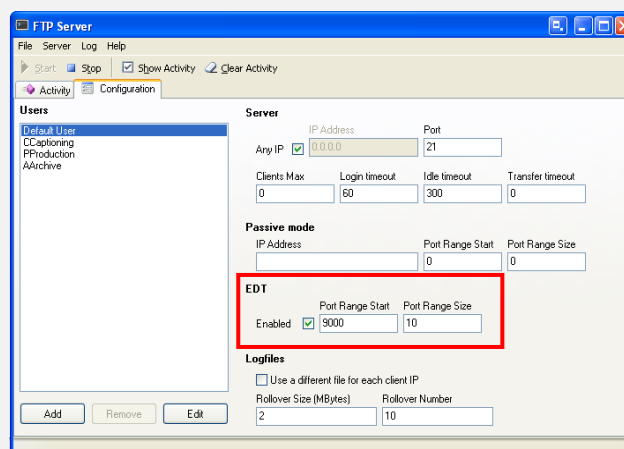 FTP Server
File Server Log Help
Start Stop Show Activity Clear Activity
Activity Configuration
Users
Default User
CCaptioning
PProduction
AArchive
Add Remove Edit
Server
IP Address Port
Any IP 0.0.0.0 21
Clients Max Login timeout Idle timeout Transfer timeout
0 60 300 0
Passive mode
IP Address Port Range Start Port Range Size
0 0
EDT
Port Range Start Port Range Size
Enabled 9000 10
Logfiles
Use a different file for each client IP
Rollover Size (MBytes) Rollover Number
2 10